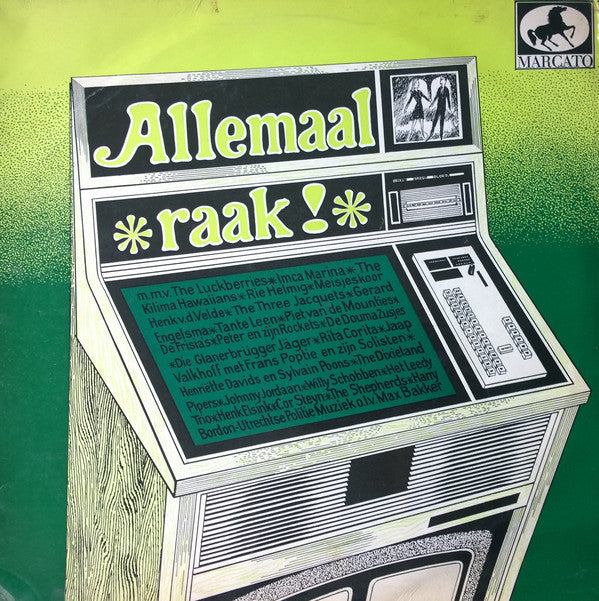 MARCATO
Allemaal
*raak!*
m.m.v. The Luckberries*Imca Marina*The
Kilima Hawaiians*Rie Helmig*Meisjeskoor
Henk v.d Velde*The Three Jacquets*Gerard
Engelsma*Tante Leen*Piet van de Mounties*
De Frisias*Peter en zijn Rockets*De Douma Zusjes
*Die Glanerbrügger Jäger*Rita Corita*Jaap
Valkhoff met Frans Poptie en zijn Solisten*
Henriette Davids en Sylvain Poons*The Dixieland
Pipers*Johnny Jordaan*Willy Schobben*Het Leedy
Trio*Henk Elsink*Cor Steyn*The Shepherds*Harry
Bordon-Utrechtse Politie Muziek o.l.v. Max Bakker